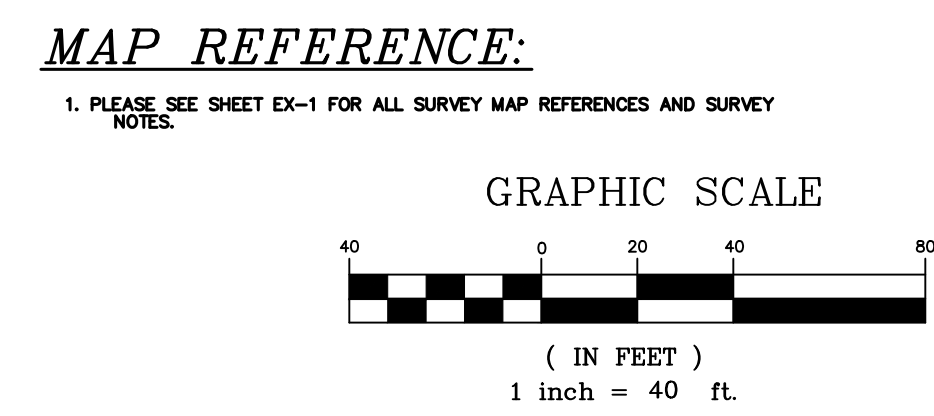 MAP REFERENCE:
1. PLEASE SEE SHEET EX-1 FOR ALL SURVEY MAP REFERENCES AND SURVEY
NOTES.
GRAPHIC SCALE
40 0 20 40 80
( IN FEET )
1 inch = 40 ft.